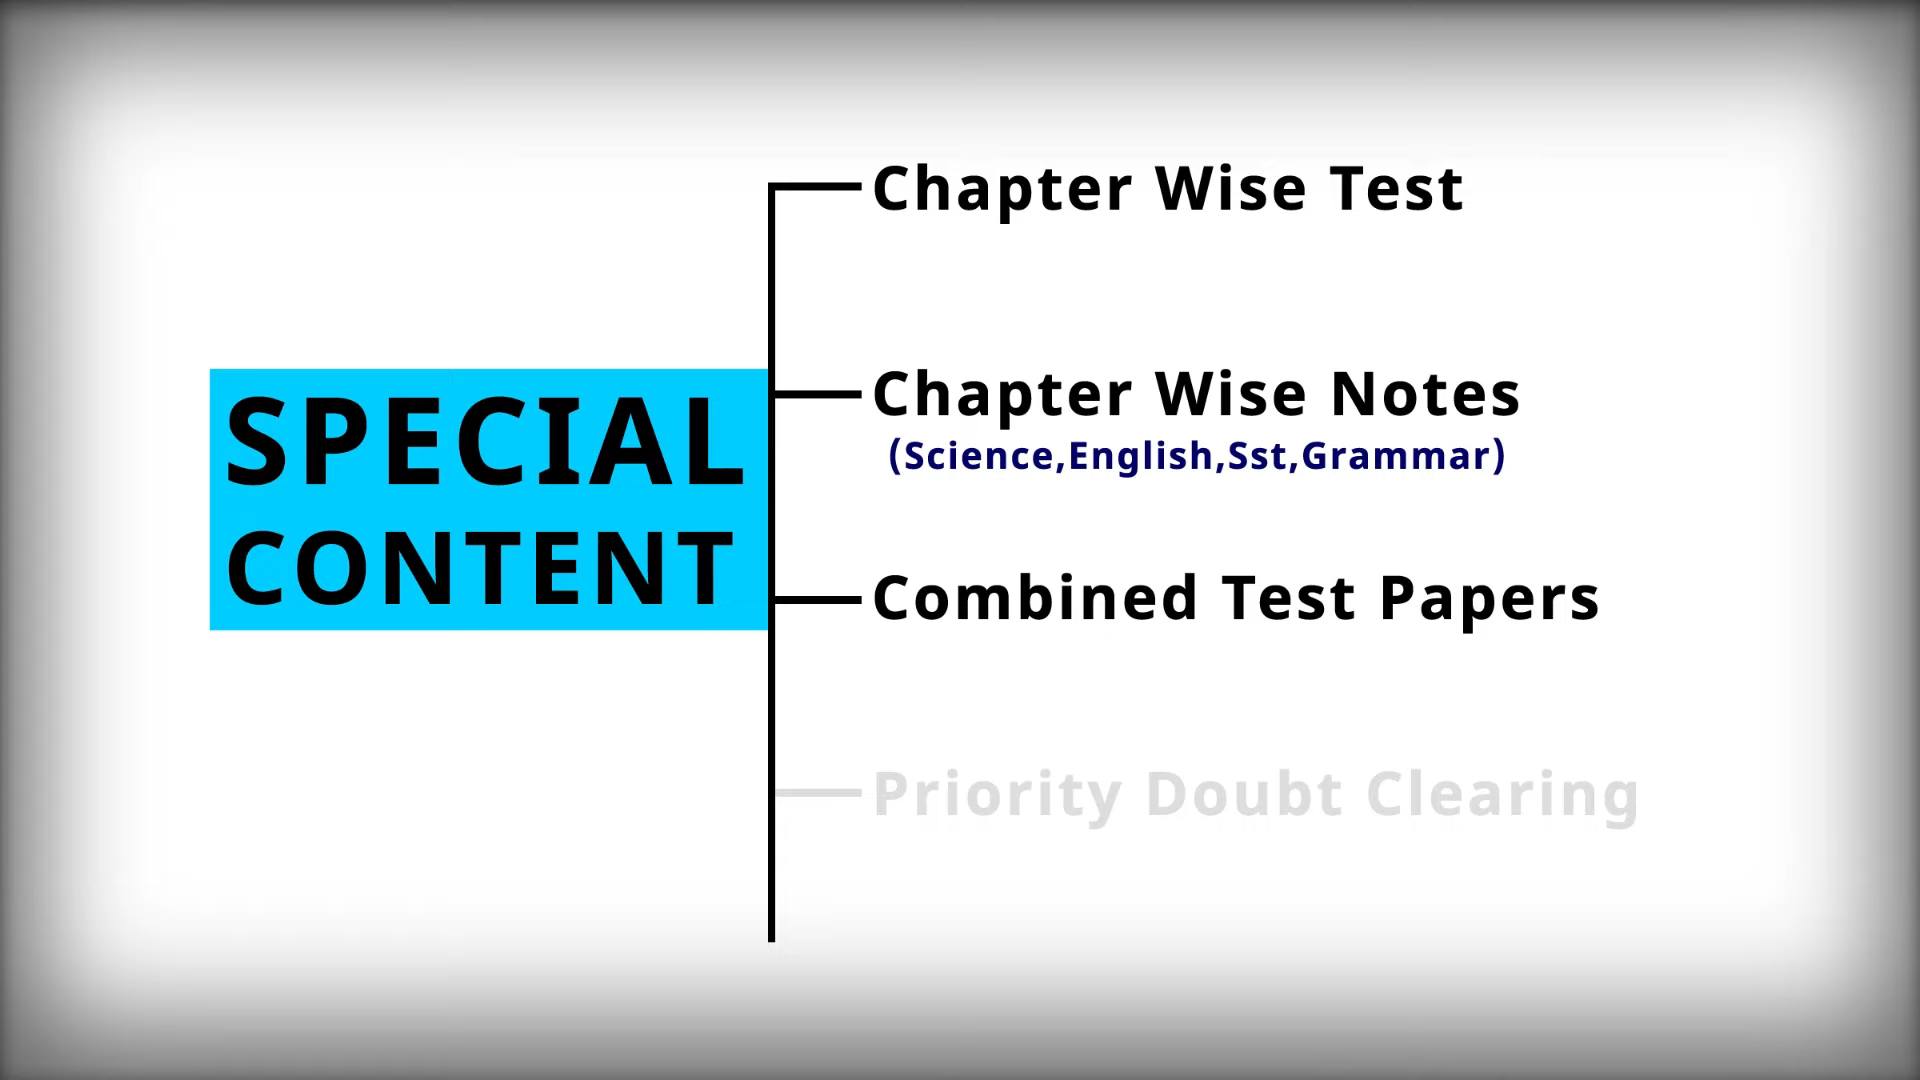 SPECIAL
CONTENT
Chapter Wise Test
Chapter Wise Notes
(Science,English,Sst,Grammar)
Combined Test Papers
Priority Doubt Clearing